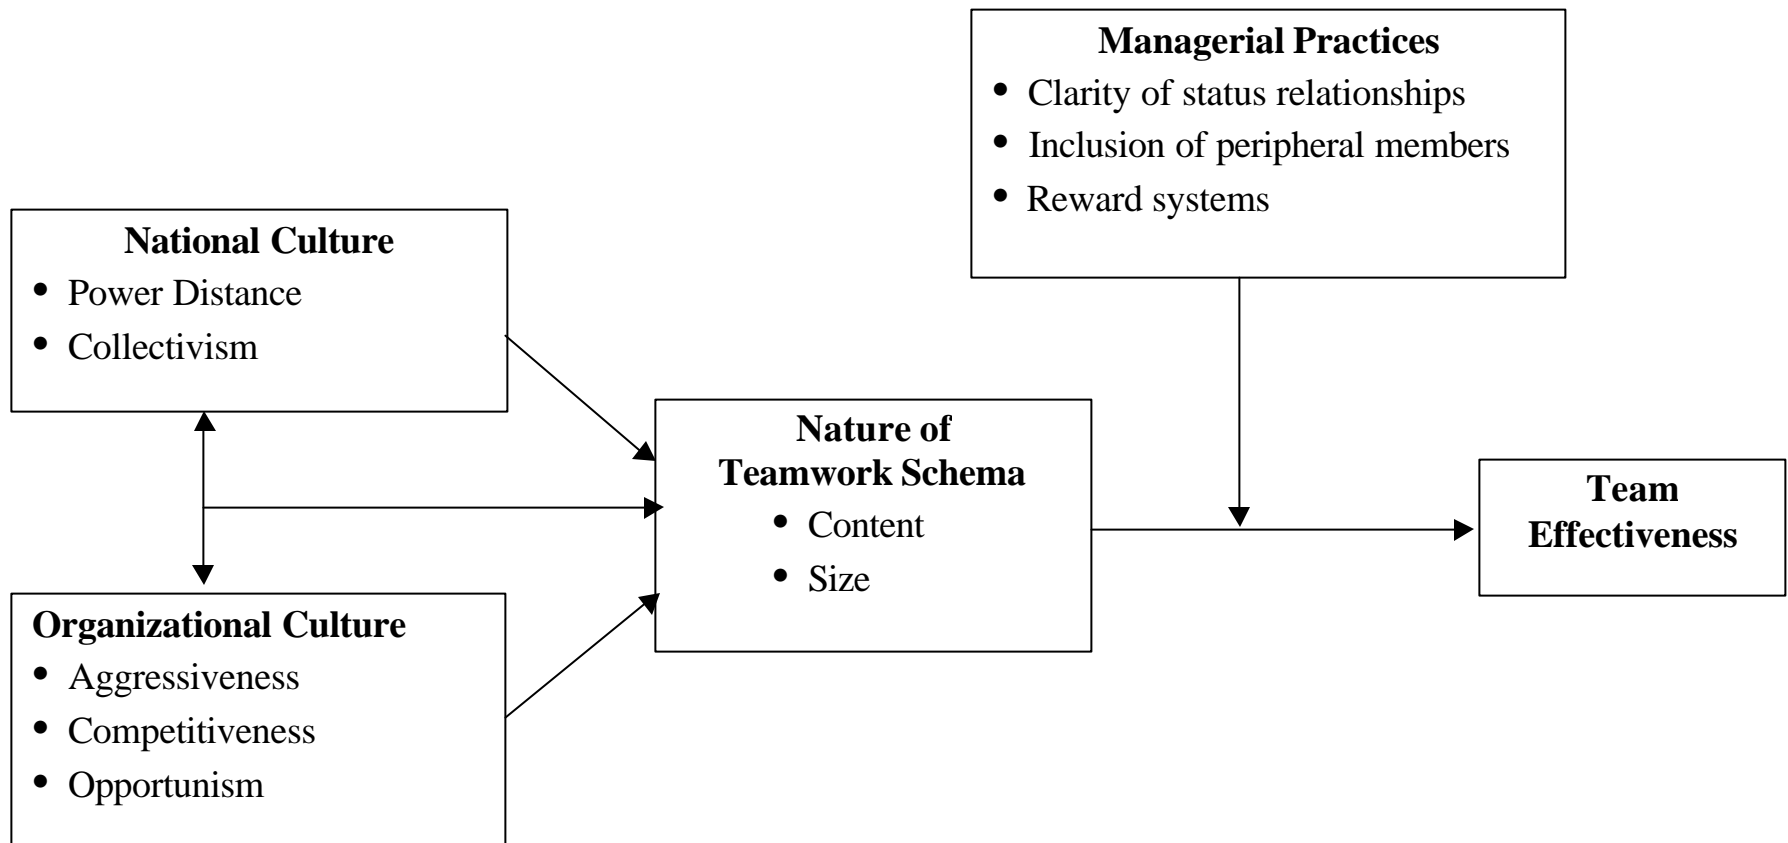 Managerial Practices
• Clarity of status relationships
• Inclusion of peripheral members
• Reward systems
National Culture
• Power Distance
• Collectivism
Nature of
Teamwork Schema
• Content
• Size
Team
Effectiveness
Organizational Culture
• Aggressiveness
• Competitiveness
• Opportunism